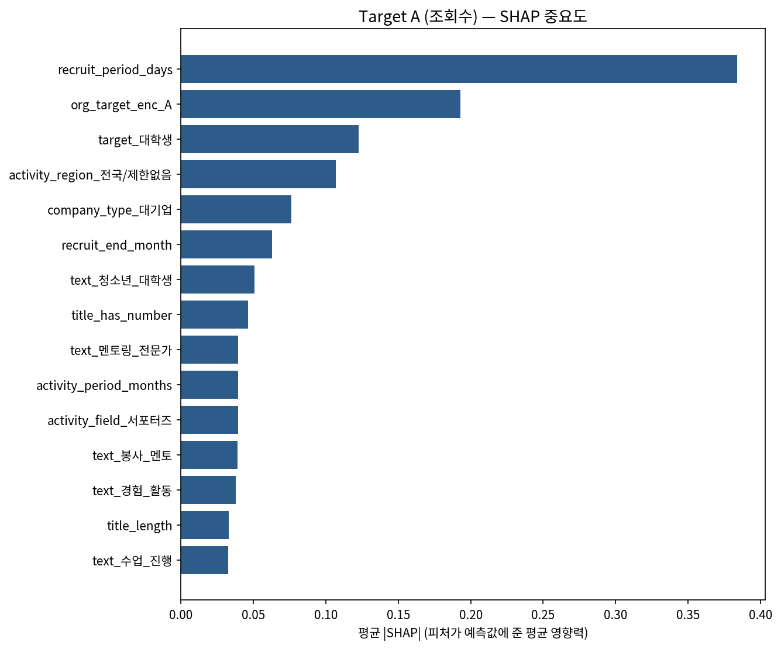 Target A (조회수) — SHAP 중요도
recruit_period_days
org_target_enc_A
target_대학생
activity_region_전국/제한없음
company_type_대기업
recruit_end_month
text_청소년_대학생
title_has_number
text_멘토링_전문가
activity_period_months
activity_field_서포터즈
text_봉사_멘토
text_경험_활동
title_length
text_수업_진행
0.00 0.05 0.10 0.15 0.20 0.25 0.30 0.35 0.40
평균 |SHAP| (피처가 예측값에 준 평균 영향력)